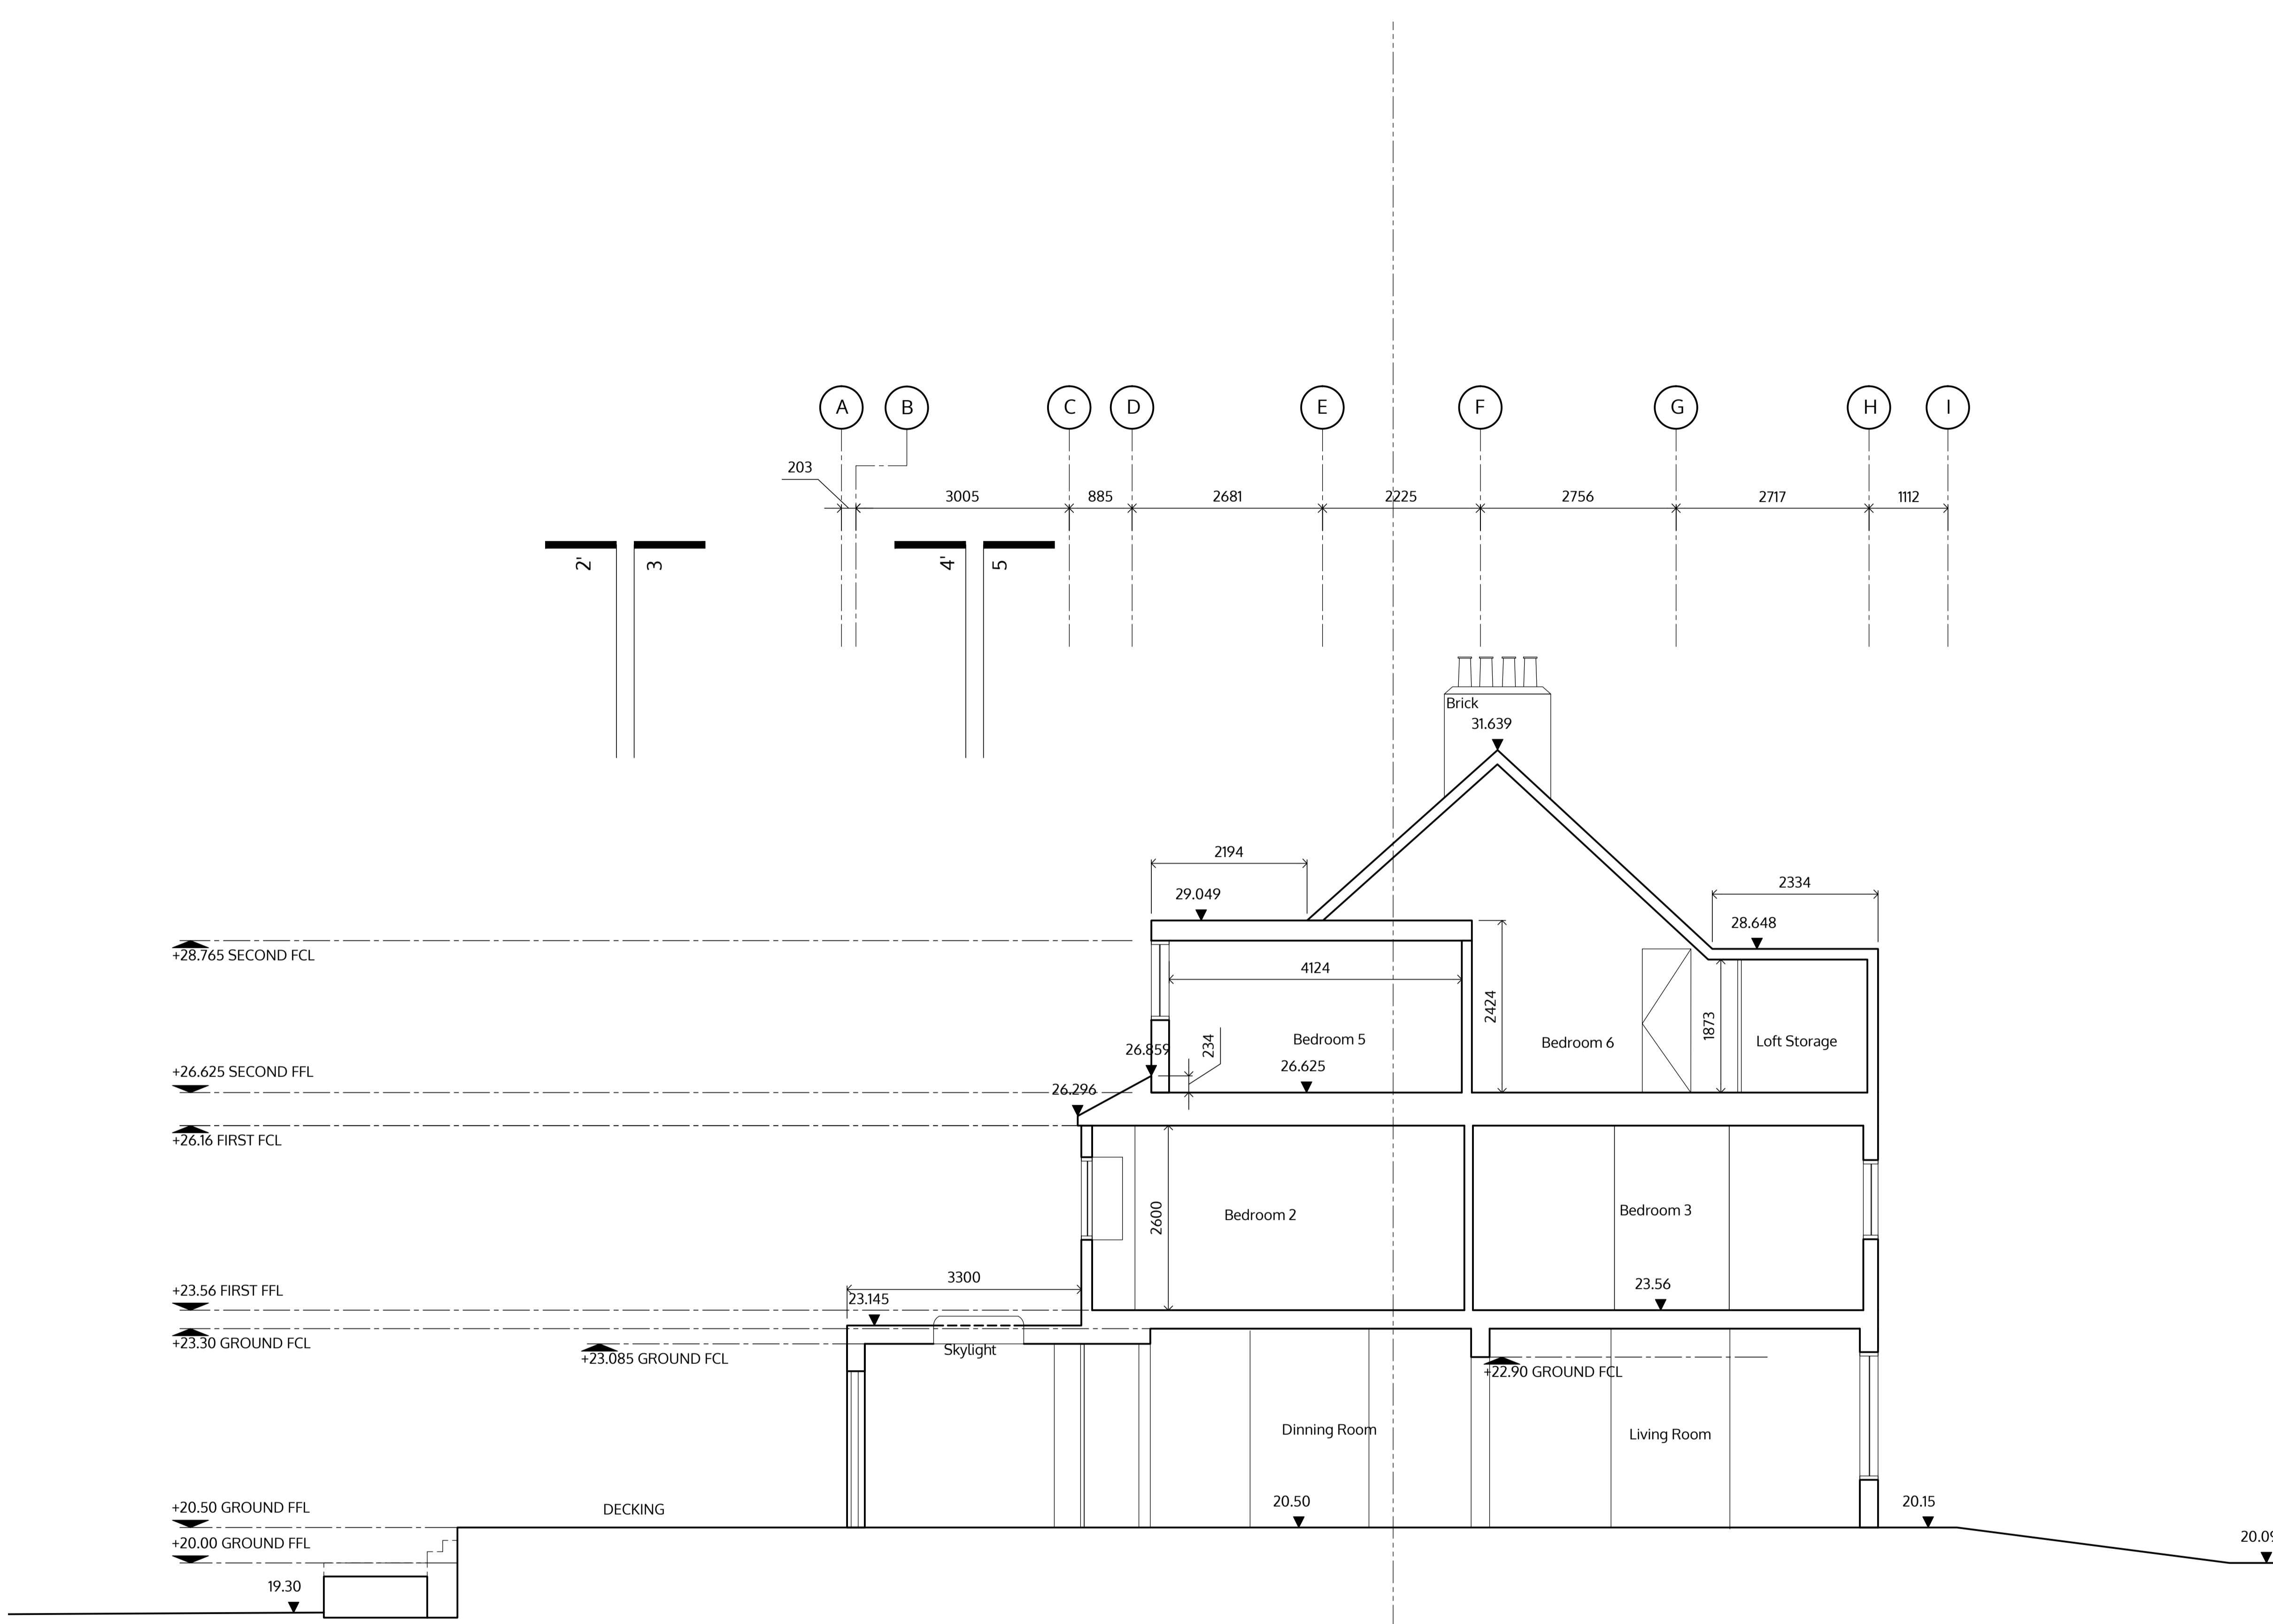 A
B
C
D
E
F
G
H
I
203
3005
885
2681
2225
2756
2717
1112
2'
3
4'
5
Brick
31.639
2194
2334
29.049
28.648
+28.765 SECOND FCL
4124
2424
1873
234
Bedroom 5
Bedroom 6
Loft Storage
26.859
26.625
+26.625 SECOND FFL
26.296
+26.16 FIRST FCL
2600
Bedroom 2
Bedroom 3
3300
23.56
+23.56 FIRST FFL
23.145
+23.30 GROUND FCL
Skylight
+23.085 GROUND FCL
+22.90 GROUND FCL
Dinning Room
Living Room
+20.50 GROUND FFL
DECKING
20.50
20.15
+20.00 GROUND FFL
20.09
19.30